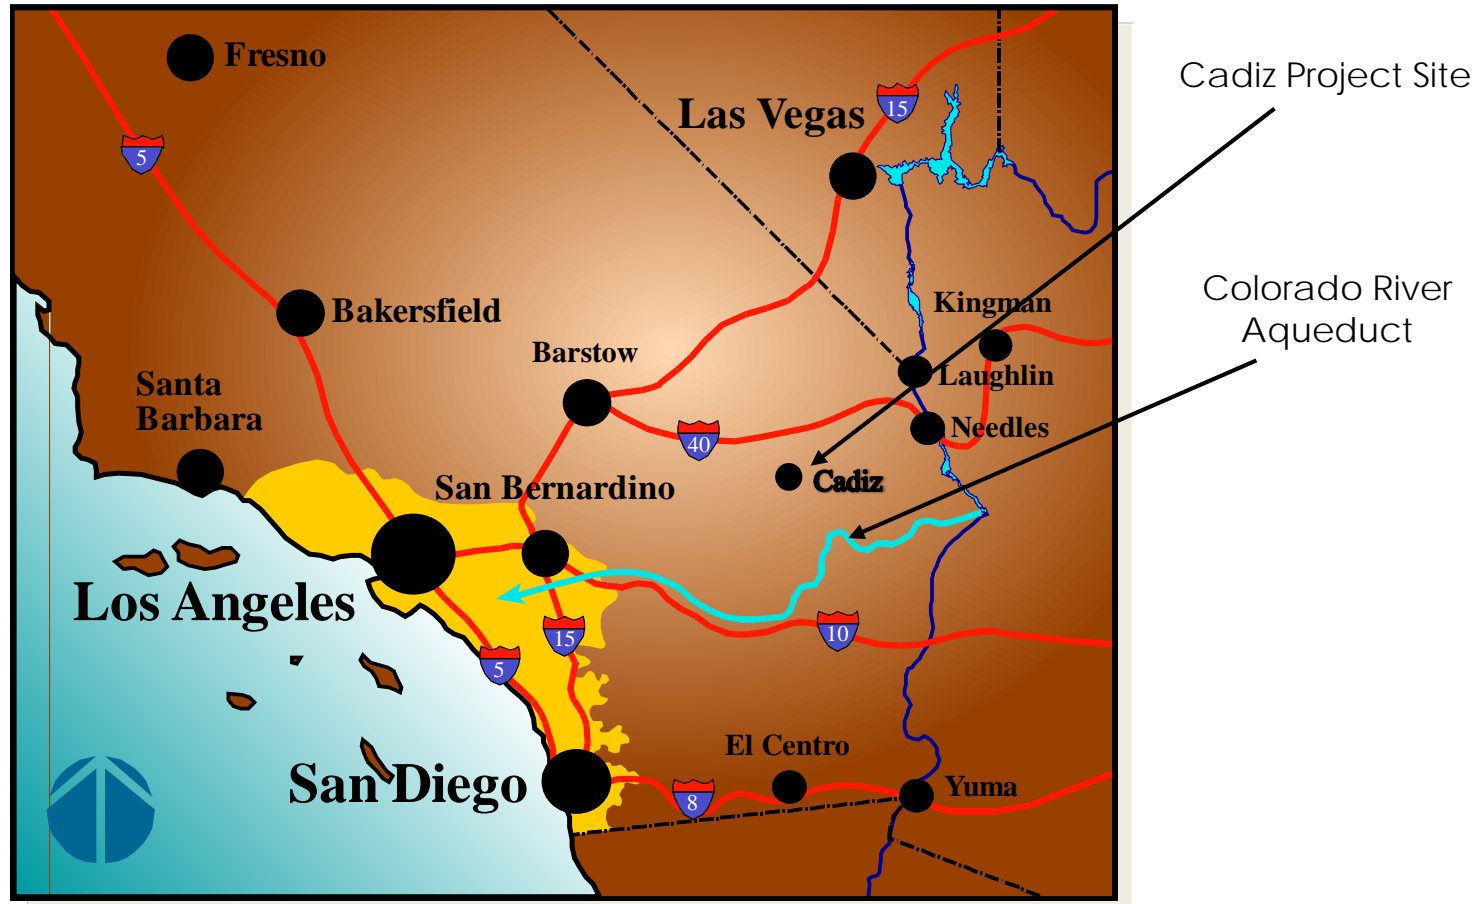 Fresno
Cadiz Project Site
Las Vegas
15
5
Colorado River
Aqueduct
Kingman
Bakersfield
Barstow
Laughlin
Santa
Barbara
Needles
40
Cadiz
San Bernardino
Los Angeles
15
10
5
El Centro
San Diego
Yuma
8